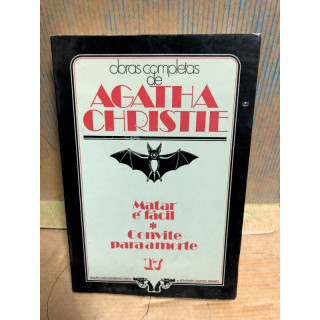 obras completas
de
AGATHA
CHRISTIE
Matar
é fácil
*
Convite
para a morte
17